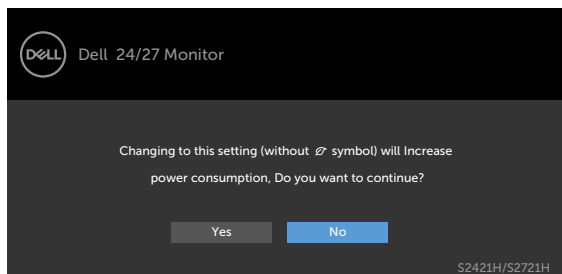 DELL
Dell 24/27 Monitor
Changing to this setting (without symbol) will Increase
power consumption, Do you want to continue?
Yes No
S2421H/S2721H